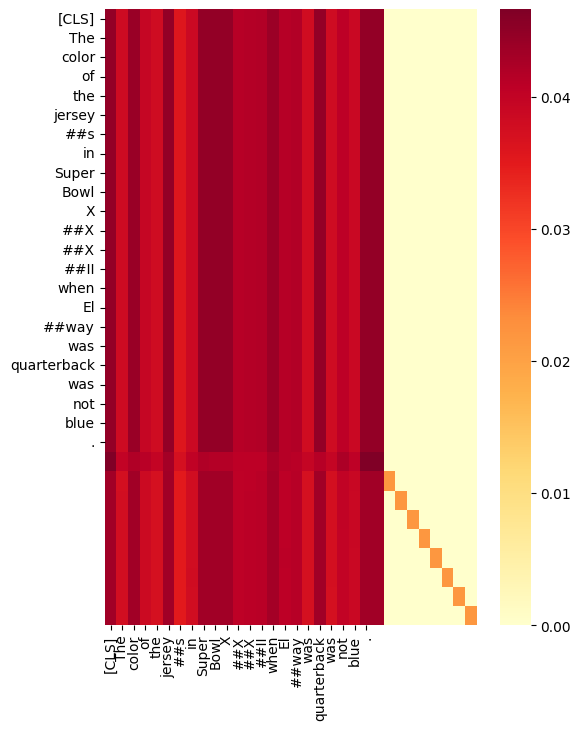 [CLS]
The
color
of
the
jersey
##s
in
Super
Bowl
X
##X
##X
##II
when
El
##way
was
quarterback
was
not
blue
.
0.04
0.03
0.02
0.01
0.00
[CLS]
The
color
of
the
jersey
##s
in
Super
Bowl
X
##X
##X
##II
when
El
##way
was
quarterback
was
not
blue
.